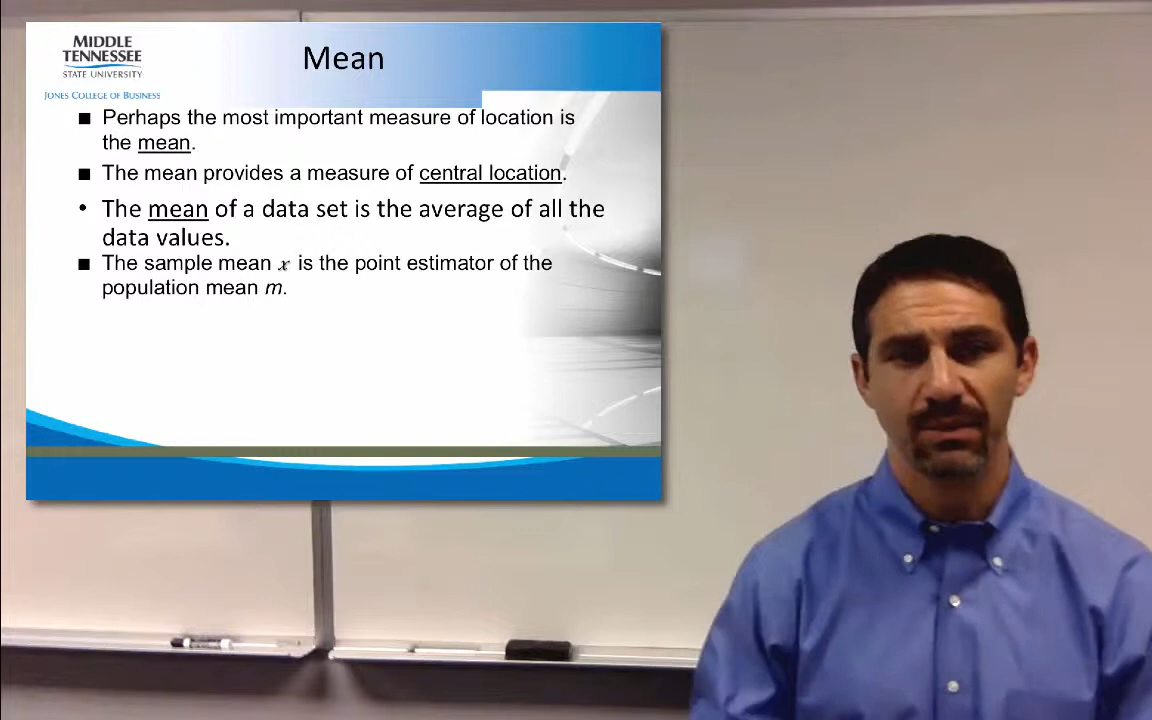 MIDDLE
TENNESSEE
STATE UNIVERSITY
JONES COLLEGE OF BUSINESS
Mean
■ Perhaps the most important measure of location is
the mean.
■ The mean provides a measure of central location.
• The mean of a data set is the average of all the
data values.
■ The sample mean x is the point estimator of the
population mean m.